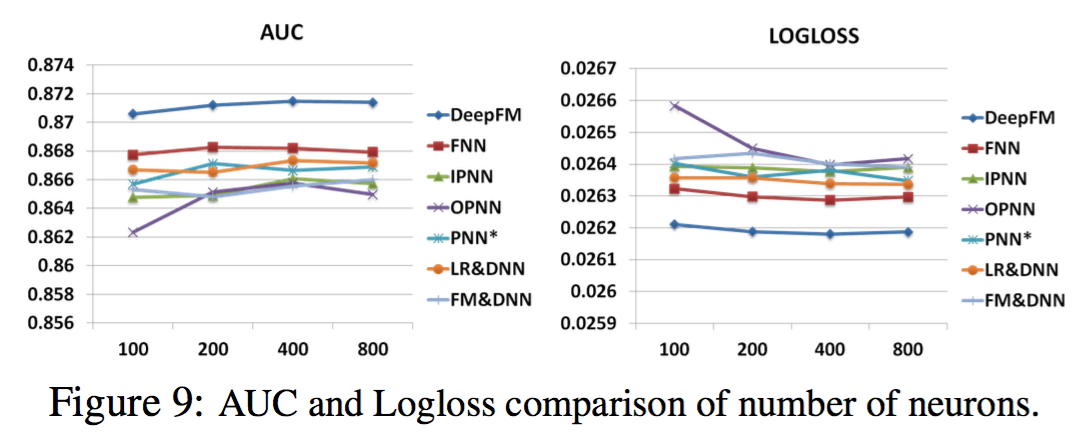 AUC
0.874
0.872
0.87
0.868
0.866
0.864
0.862
0.86
0.858
0.856
100 200 400 800
DeepFM
FNN
IPNN
OPNN
PNN*
LR&DNN
FM&DNN
LOGLOSS
0.0267
0.0266
0.0265
0.0264
0.0263
0.0262
0.0261
0.026
0.0259
100 200 400 800
DeepFM
FNN
IPNN
OPNN
PNN*
LR&DNN
FM&DNN
Figure 9: AUC and Logloss comparison of number of neurons.